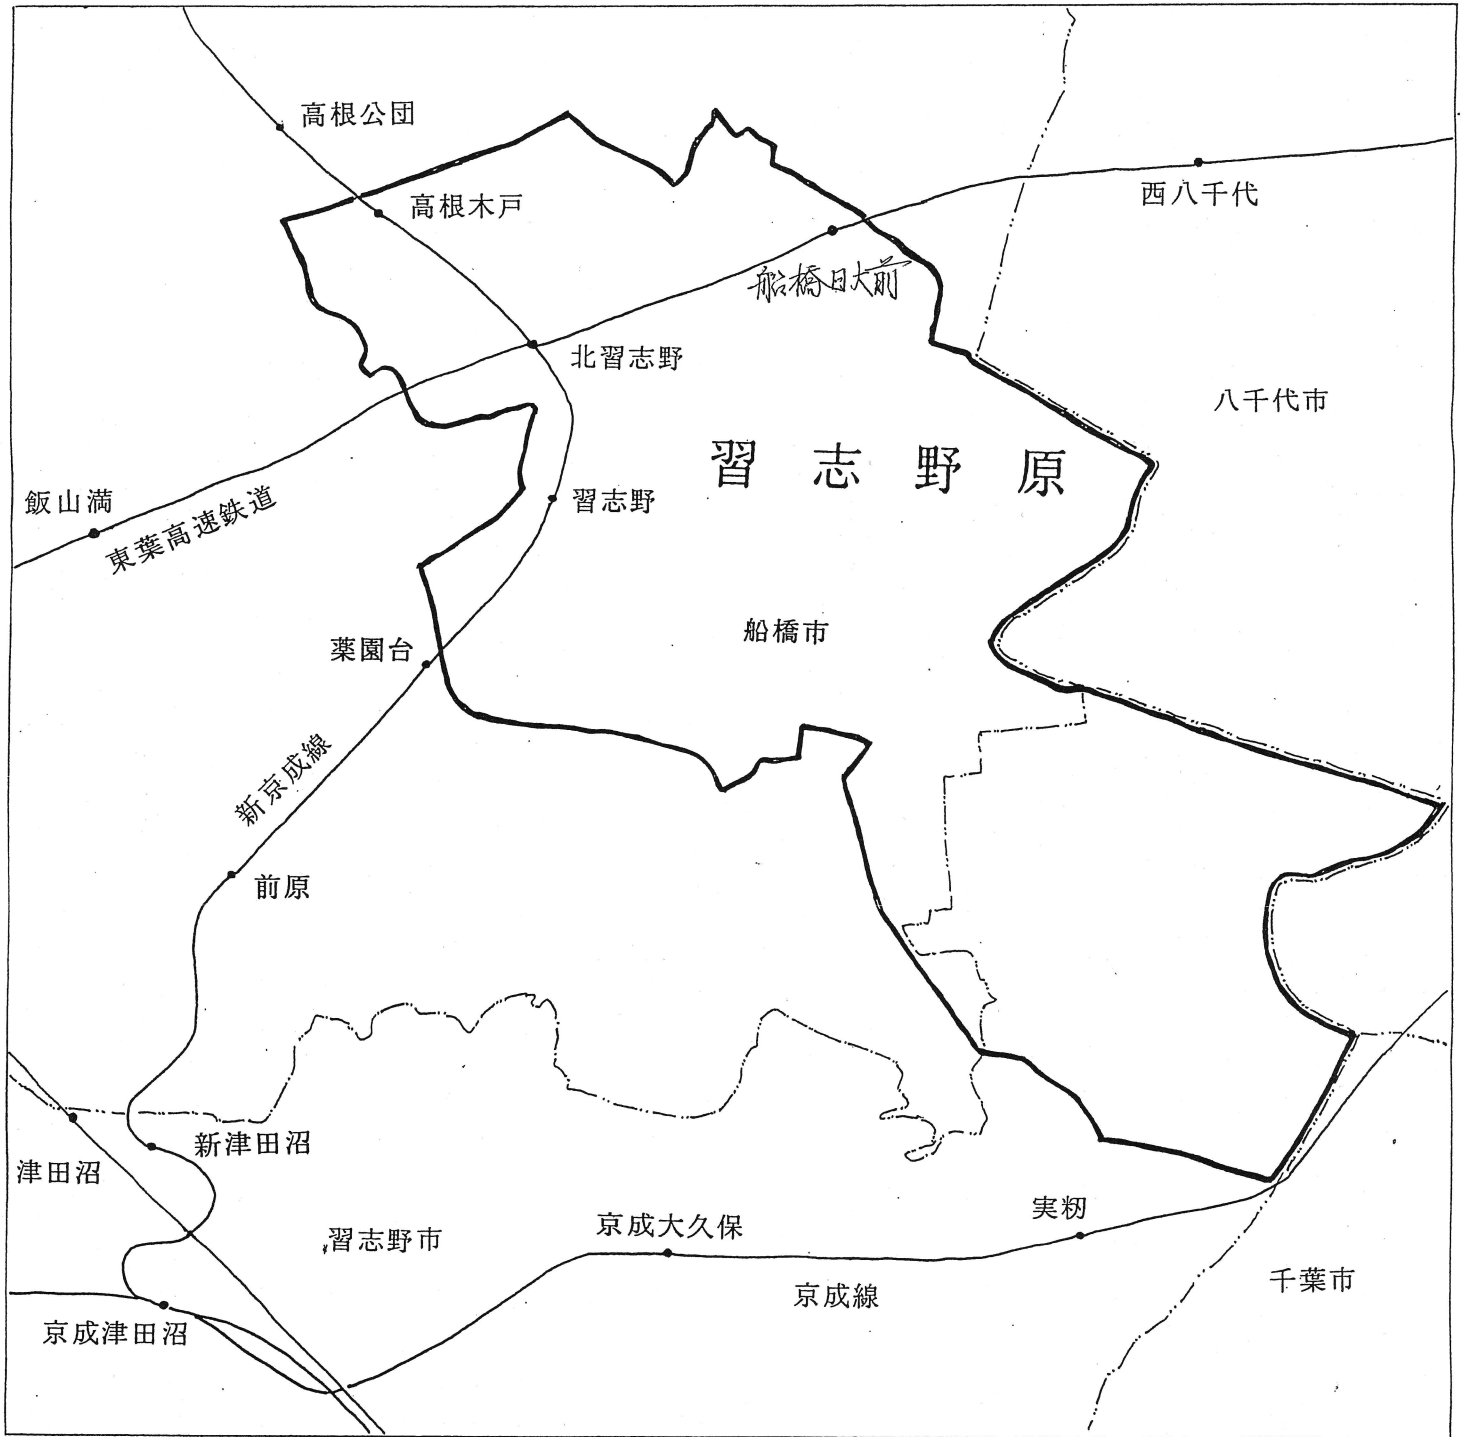 高根公団
高根木戸
西八千代
船橋日大前
北習志野
八千代市
習志野原
飯山満
習志野
東葉高速鉄道
船橋市
薬園台
新京成線
前原
新津田沼
津田沼
習志野市
京成大久保
実籾
京成線
千葉市
京成津田沼